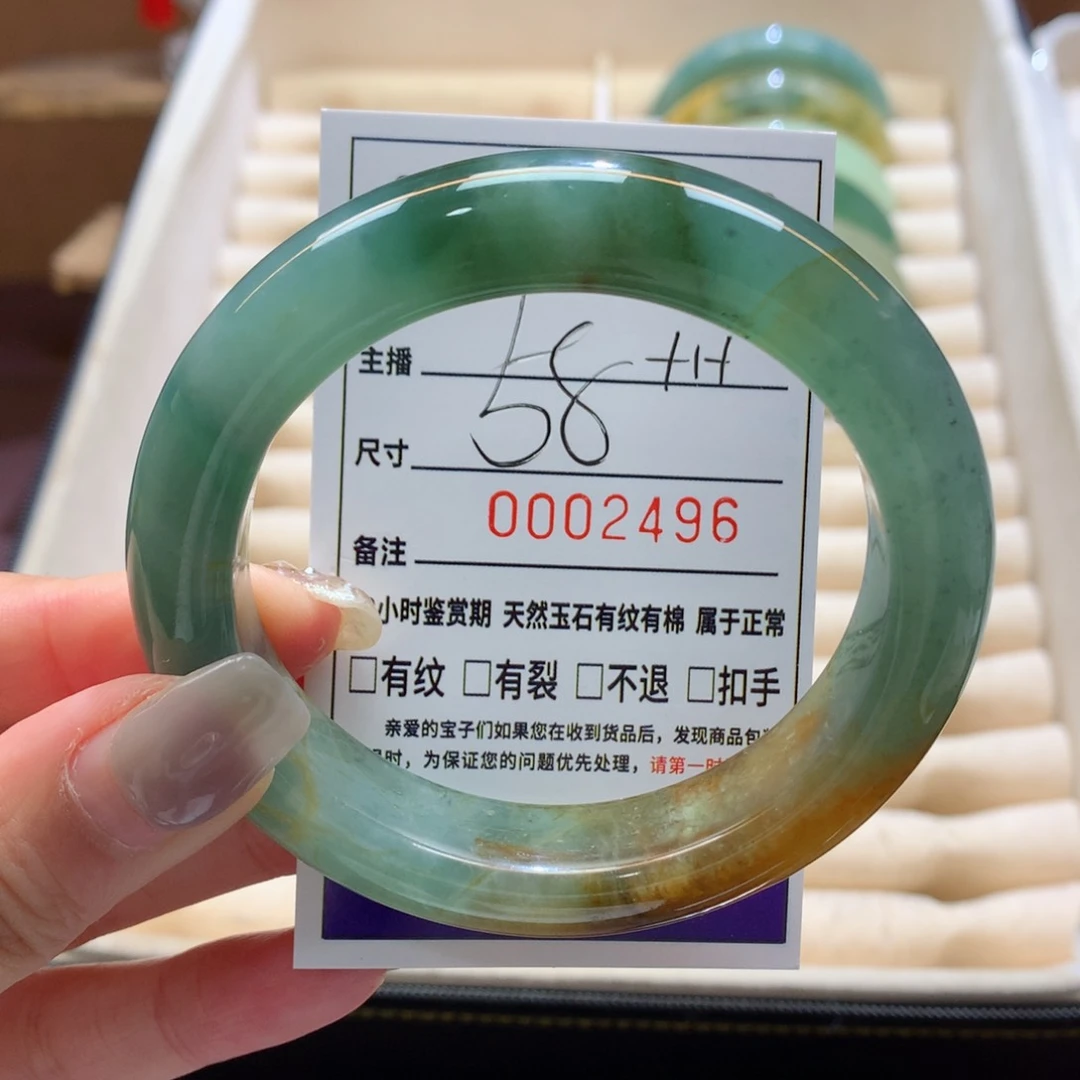 主播
58 +H
尺寸
0002496
备注
小时鉴赏期 天然玉石有纹有棉 属于正常
□有纹 □有裂 □不退 □扣手
亲爱的宝子们如果您在收到货品后，发现商品包
时，为保证您的问题优先处理，请第一时